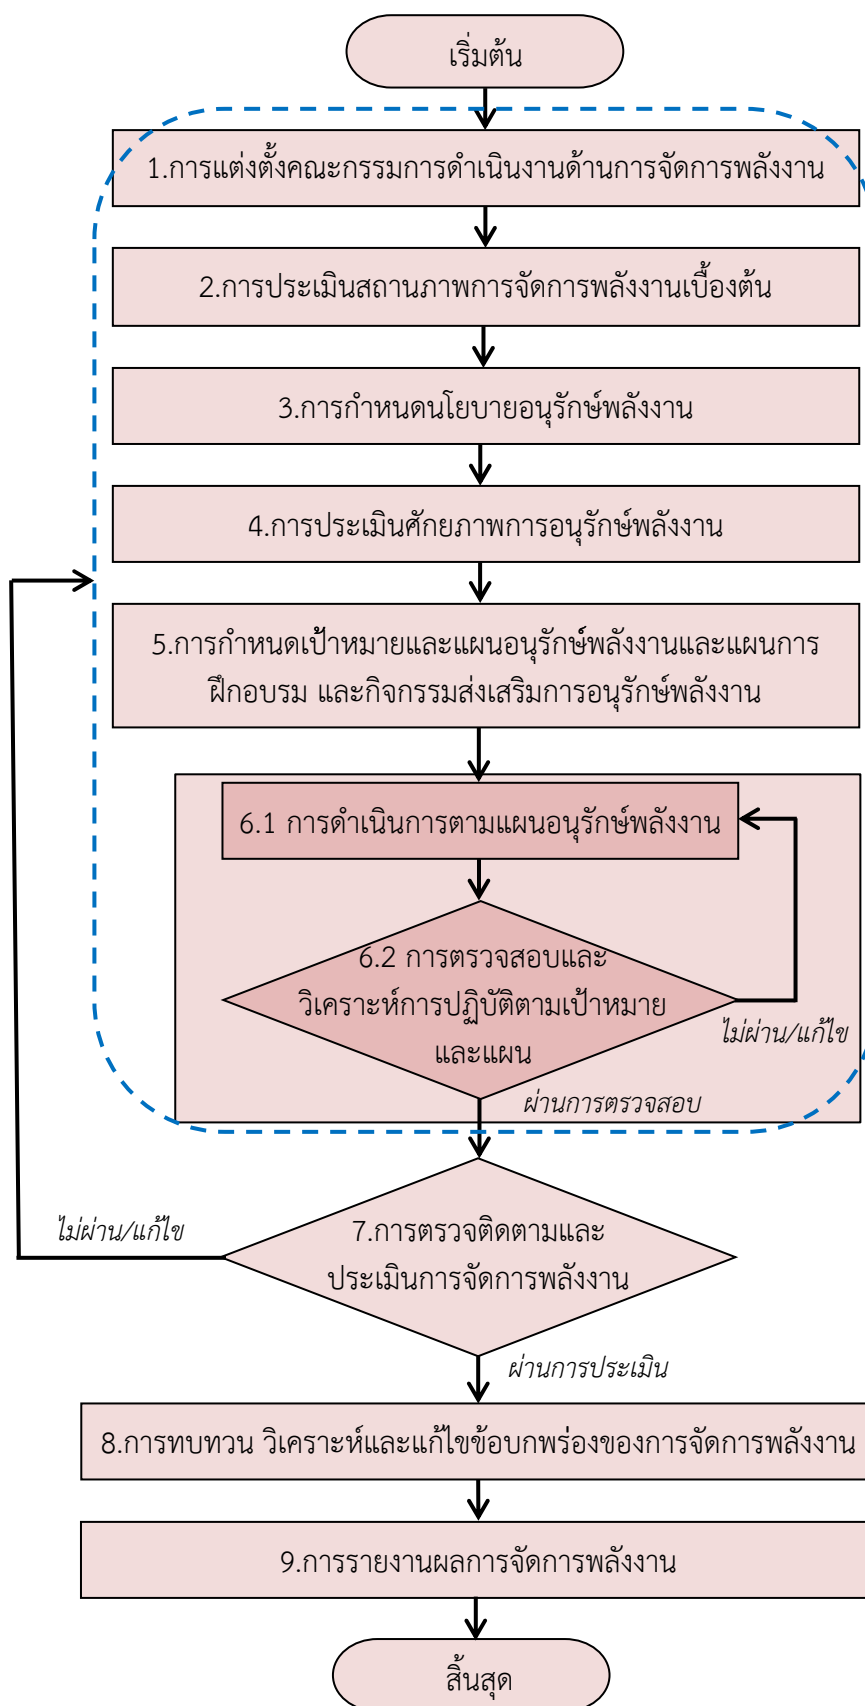 เริ่มต้น
1.การแต่งตั้งคณะกรรมการดำเนินงานด้านการจัดการพลังงาน
2.การประเมินสถานภาพการจัดการพลังงานเบื้องต้น
3.การกำหนดนโยบายอนุรักษ์พลังงาน
4.การประเมินศักยภาพการอนุรักษ์พลังงาน
5.การกำหนดเป้าหมายและแผนอนุรักษ์พลังงานและแผนการ
ฝึกอบรม และกิจกรรมส่งเสริมการอนุรักษ์พลังงาน
6.1 การดำเนินการตามแผนอนุรักษ์พลังงาน
6.2 การตรวจสอบและ
วิเคราะห์การปฏิบัติตามเป้าหมาย
และแผน
ไม่ผ่าน/แก้ไข
ผ่านการตรวจสอบ
7.การตรวจติดตามและ
ประเมินการจัดการพลังงาน
ไม่ผ่าน/แก้ไข
ผ่านการประเมิน
8.การทบทวน วิเคราะห์และแก้ไขข้อบกพร่องของการจัดการพลังงาน
9.การรายงานผลการจัดการพลังงาน
สิ้นสุด